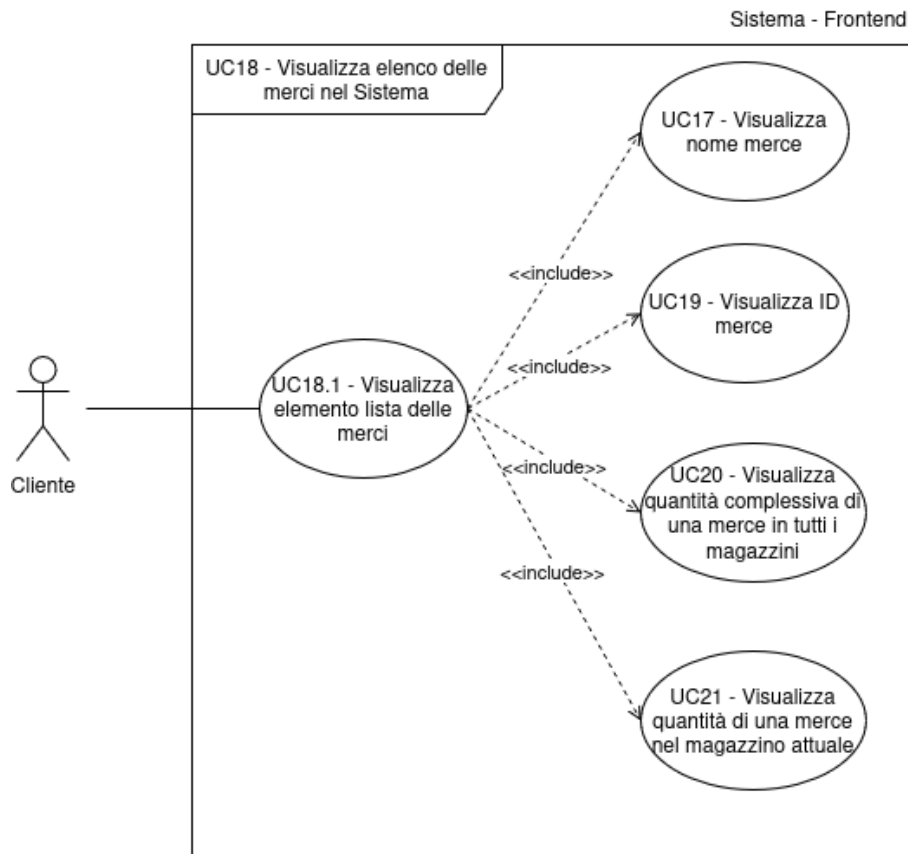 Sistema - Frontend
UC18 - Visualizza elenco delle
merci nel Sistema
UC17 - Visualizza
nome merce
<<include>>
UC19 - Visualizza ID
merce
<<include>>
UC18.1 - Visualizza
elemento lista delle
merci
Cliente
<<include>>
UC20 - Visualizza
quantità complessiva di
una merce in tutti i
magazzini
<<include>>
UC21 - Visualizza
quantità di una merce
nel magazzino attuale